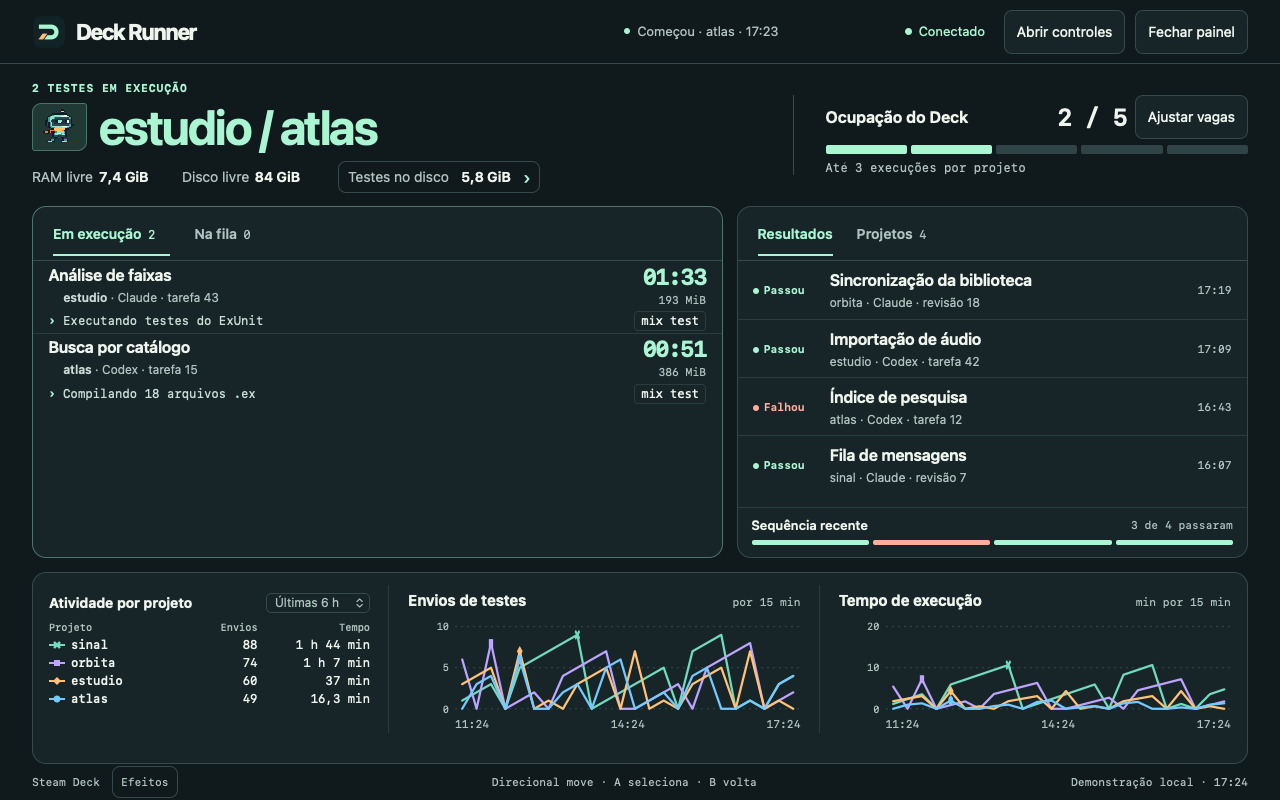 Deck Runner
Começou · atlas · 17:23
Conectado
Abrir controles
Fechar painel
2 TESTES EM EXECUÇÃO
estudio / atlas
RAM livre 7,4 GiB
Disco livre 84 GiB
Testes no disco 5,8 GiB ›
Ocupação do Deck
2 / 5
Ajustar vagas
Até 3 execuções por projeto
Em execução 2
Na fila 0
Análise de faixas
01:33
estudio · Claude · tarefa 43
193 MiB
› Executando testes do ExUnit
mix test
Busca por catálogo
00:51
atlas · Codex · tarefa 15
386 MiB
› Compilando 18 arquivos .ex
mix test
Resultados
Projetos 4
Passou
Sincronização da biblioteca
orbita · Claude · revisão 18
17:19
Passou
Importação de áudio
estudio · Claude · tarefa 42
17:09
Falhou
Índice de pesquisa
atlas · Codex · tarefa 12
16:43
Passou
Fila de mensagens
sinal · Claude · revisão 7
16:07
Sequência recente
3 de 4 passaram
Atividade por projeto
Últimas 6 h
Projeto Envios Tempo
sinal 88 1 h 44 min
orbita 74 1 h 7 min
estudio 60 37 min
atlas 49 16,3 min
Envios de testes
por 15 min
10
5
0
11:24 14:24 17:24
Tempo de execução
min por 15 min
20
10
0
11:24 14:24 17:24
Steam Deck
Efeitos
Direcional move · A seleciona · B volta
Demonstração local · 17:24